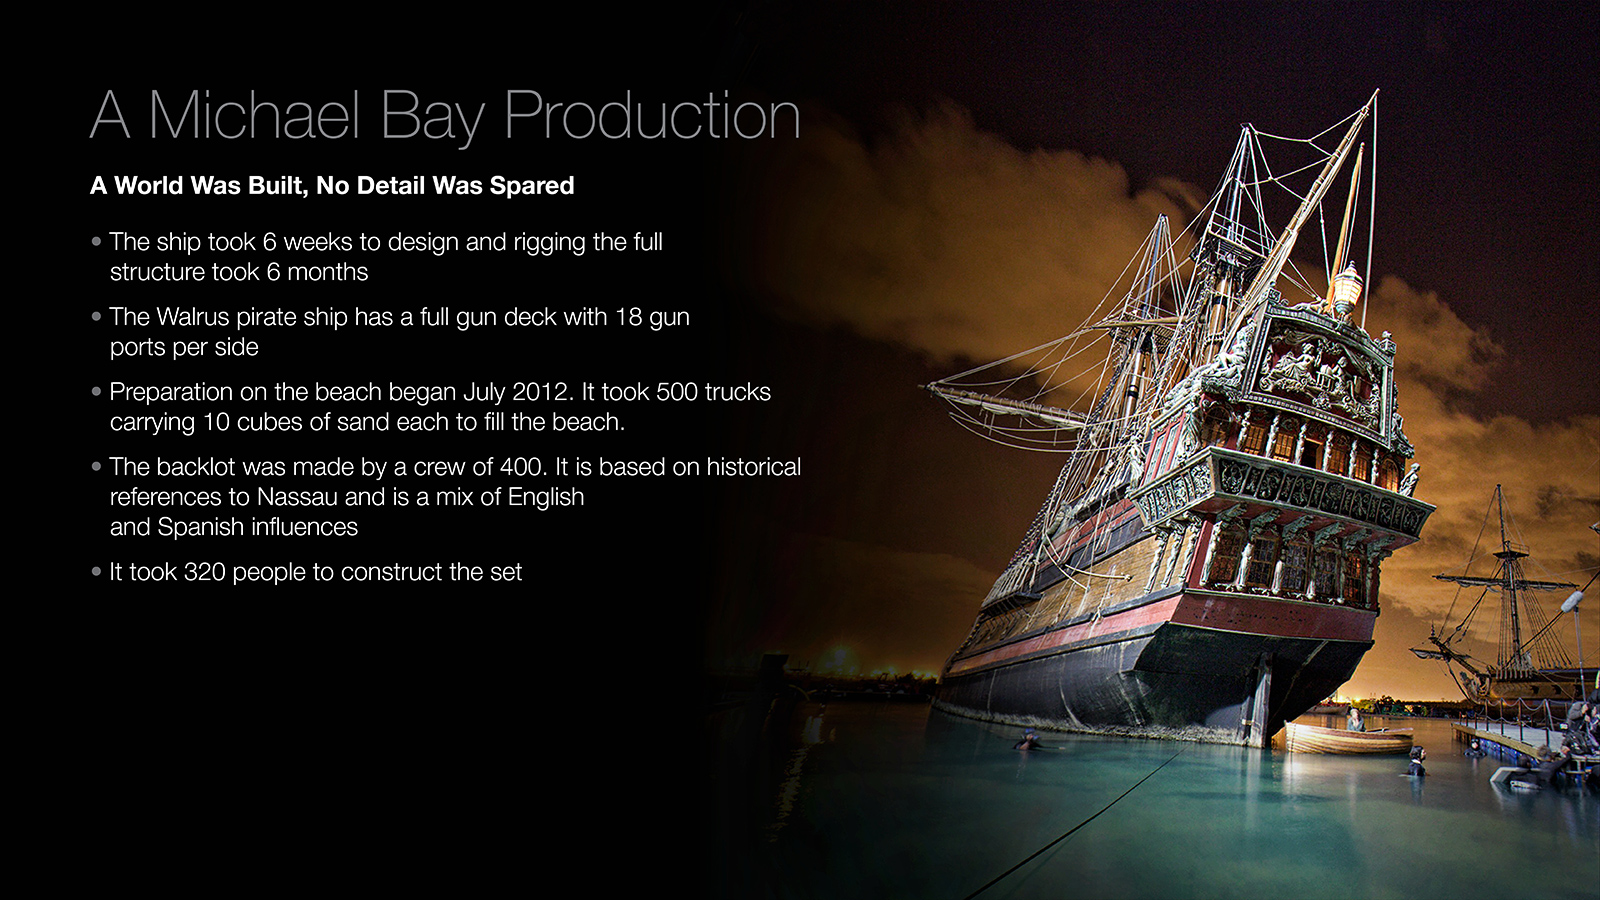 A Michael Bay Production
A World Was Built, No Detail Was Spared
• The ship took 6 weeks to design and rigging the full
structure took 6 months
• The Walrus pirate ship has a full gun deck with 18 gun
ports per side
• Preparation on the beach began July 2012. It took 500 trucks
carrying 10 cubes of sand each to fill the beach.
• The backlot was made by a crew of 400. It is based on historical
references to Nassau and is a mix of English
and Spanish influences
• It took 320 people to construct the set